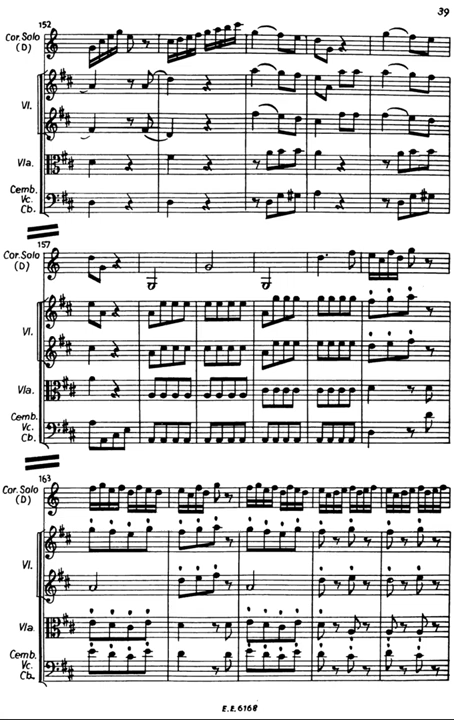 39
152
Cor. Solo
(D)
Vl.
Vla.
Cemb.
Vc.
Cb.
157
Cor. Solo
(D)
Vl.
Vla.
Cemb.
Vc.
Cb.
163
Cor. Solo
(D)
Vl.
Vla.
Cemb.
Vc.
Cb.
E.E. 6168